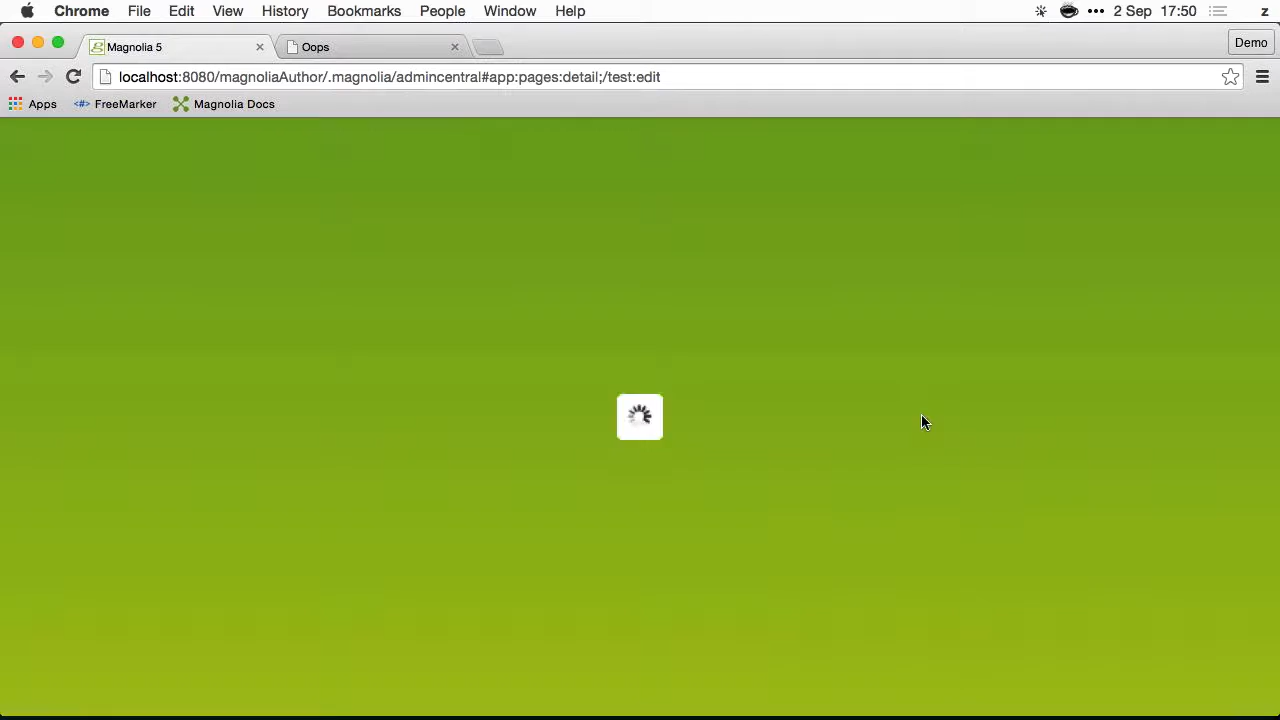 Chrome File Edit View History Bookmarks People Window Help 2 Sep 17:50 z
Magnolia 5 Oops Demo
localhost:8080/magnoliaAuthor/.magnolia/admincentral#app:pages:detail;/test:edit
Apps <#> FreeMarker Magnolia Docs